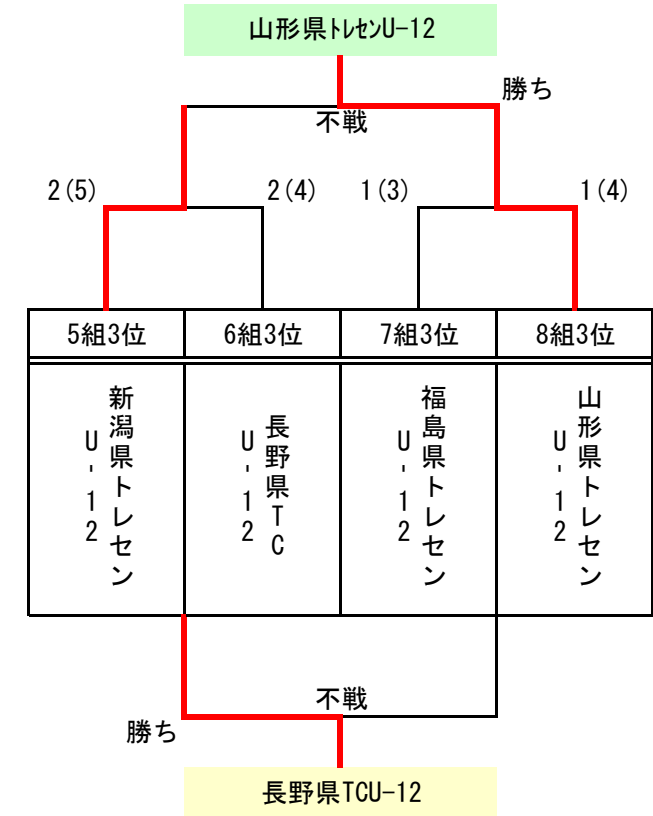 山形県ﾄﾚｾﾝU-12
勝ち
不戦
2(5) 2(4) 1(3) 1(4)
5組3位 6組3位 7組3位 8組3位
新潟県トレセン
U-12
長野県TC
U-12
福島県トレセン
U-12
山形県トレセン
U-12
不戦
勝ち
長野県TCU-12